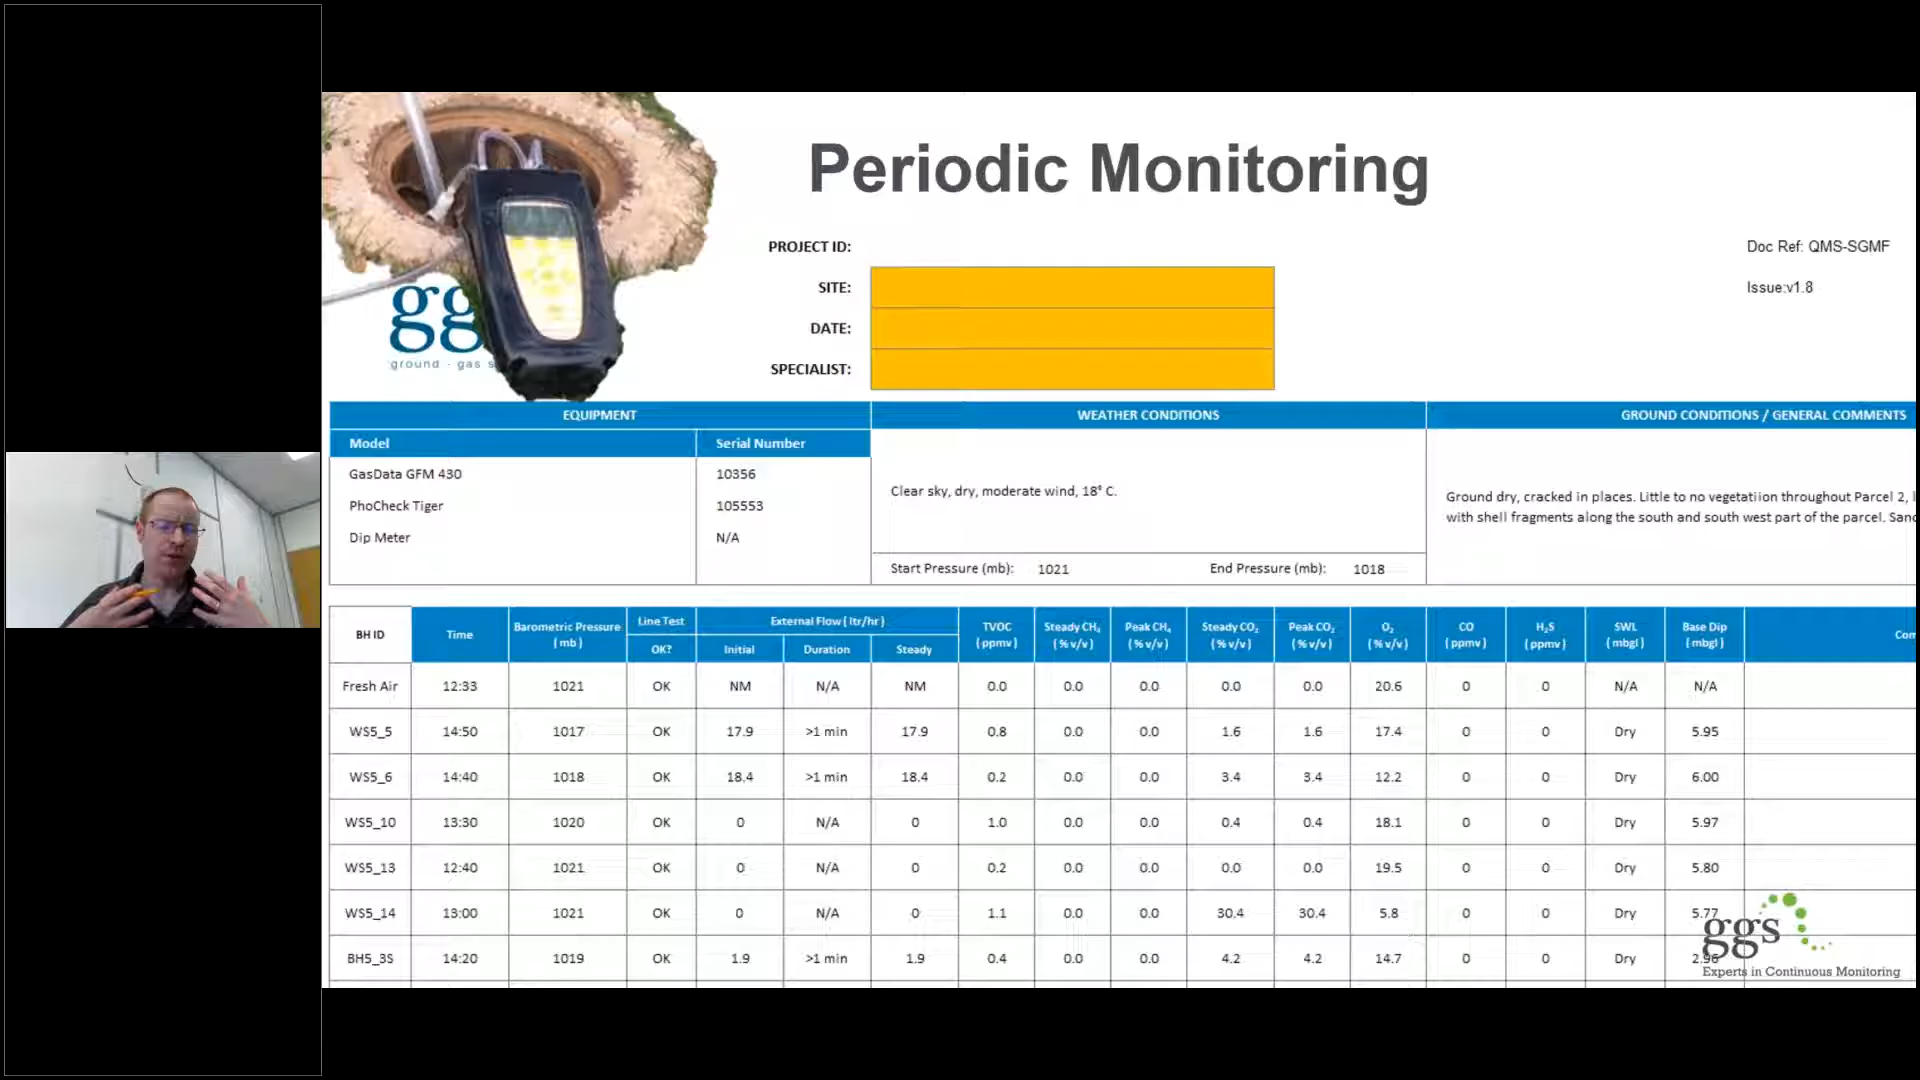 Periodic Monitoring
PROJECT ID:
Doc Ref: QMS-SGMF
SITE:
Issue:v1.8
DATE:
SPECIALIST:
gg
ground - gas s
EQUIPMENT
WEATHER CONDITIONS
GROUND CONDITIONS / GENERAL COMMENTS
Model Serial Number
GasData GFM 430 10356
PhoCheck Tiger 105553
Dip Meter N/A
Clear sky, dry, moderate wind, 18° C.
Ground dry, cracked in places. Little to no vegetatiion throughout Parcel 2,
with shell fragments along the south and south west part of the parcel.
Start Pressure (mb): 1021 End Pressure (mb): 1018
BH ID Time Barometric Pressure (mb) Line Test OK? External Flow (ltr/hr) Initial Duration Steady TVOC (ppmv) Steady CH₄ (%v/v) Peak CH₄ (%v/v) Steady CO₂ (%v/v) Peak CO₂ (%v/v) O₂ (%v/v) CO (ppmv) H₂S (ppmv) SWL (mbgl) Base Dip (mbgl) Com
Fresh Air 12:33 1021 OK NM N/A NM 0.0 0.0 0.0 0.0 0.0 20.6 0 0 N/A N/A
WS5_5 14:50 1017 OK 17.9 >1 min 17.9 0.8 0.0 0.0 1.6 1.6 17.4 0 0 Dry 5.95
WS5_6 14:40 1018 OK 18.4 >1 min 18.4 0.2 0.0 0.0 3.4 3.4 12.2 0 0 Dry 6.00
WS5_10 13:30 1020 OK 0 N/A 0 1.0 0.0 0.0 0.4 0.4 18.1 0 0 Dry 5.97
WS5_13 12:40 1021 OK 0 N/A 0 0.2 0.0 0.0 0.0 0.0 19.5 0 0 Dry 5.80
WS5_14 13:00 1021 OK 0 N/A 0 1.1 0.0 0.0 30.4 30.4 5.8 0 0 Dry 5.77
BH5_3S 14:20 1019 OK 1.9 >1 min 1.9 0.4 0.0 0.0 4.2 4.2 14.7 0 0 Dry 2.96
ggs
Experts in Continuous Monitoring